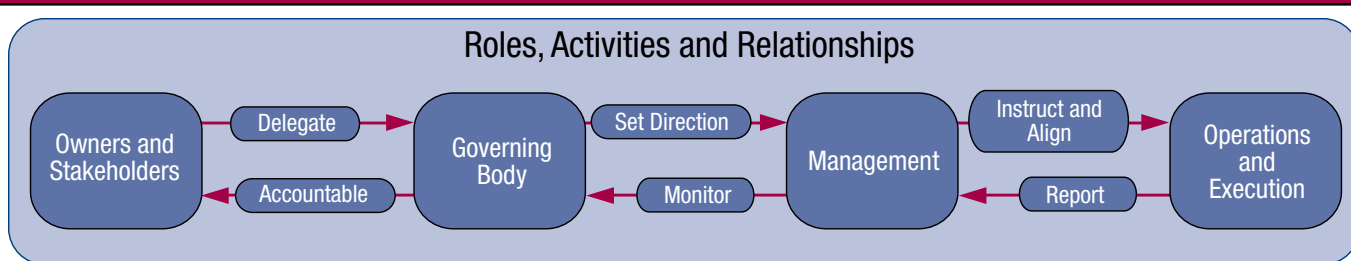 Roles, Activities and Relationships
Owners and
Stakeholders
Delegate
Accountable
Governing
Body
Set Direction
Monitor
Management
Instruct and
Align
Report
Operations
and
Execution